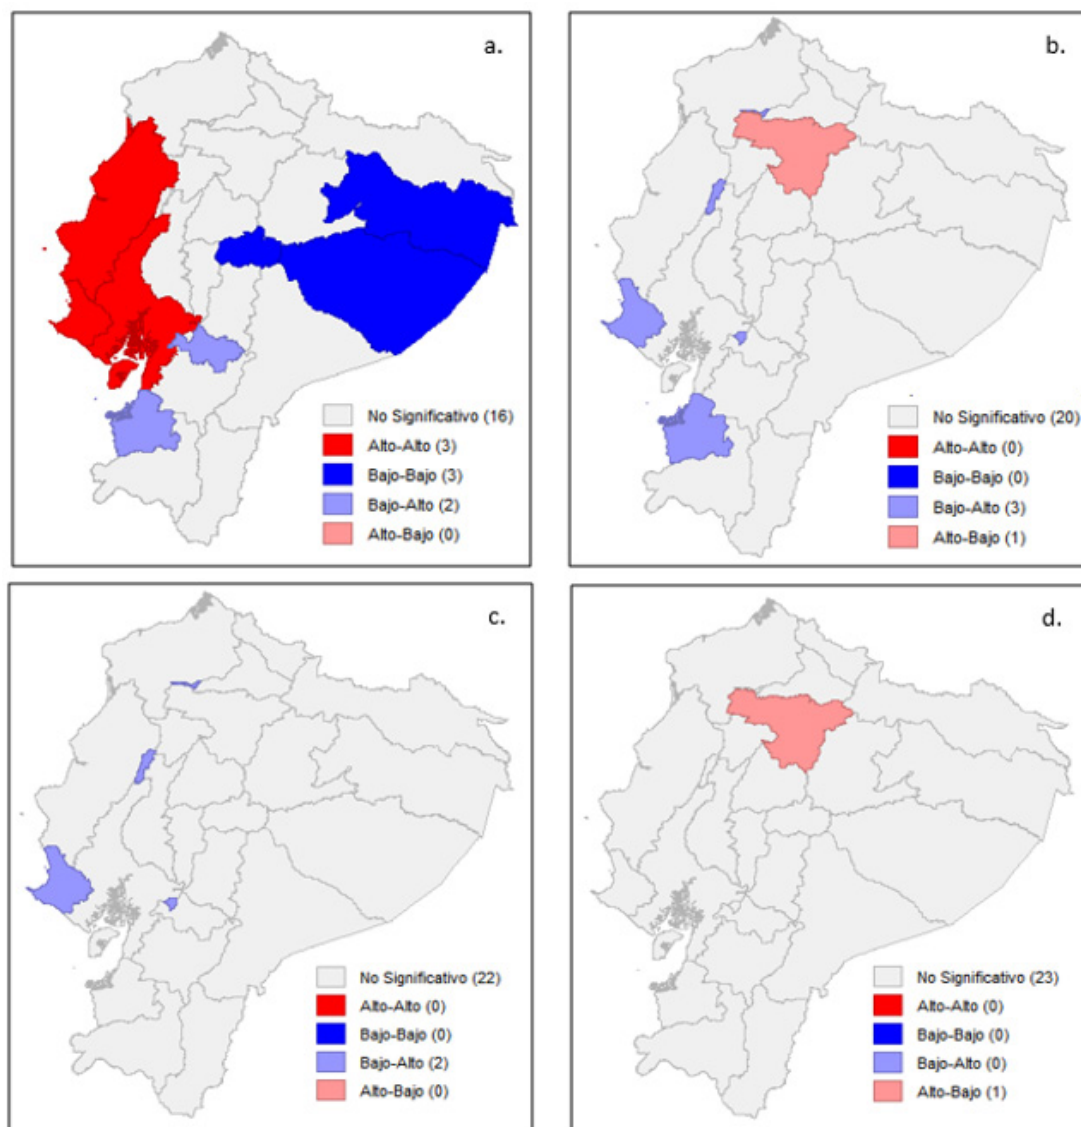 a.
No Significativo (16)
Alto-Alto (3)
Bajo-Bajo (3)
Bajo-Alto (2)
Alto-Bajo (0)
b.
No Significativo (20)
Alto-Alto (0)
Bajo-Bajo (0)
Bajo-Alto (3)
Alto-Bajo (1)
c.
No Significativo (22)
Alto-Alto (0)
Bajo-Bajo (0)
Bajo-Alto (2)
Alto-Bajo (0)
d.
No Significativo (23)
Alto-Alto (0)
Bajo-Bajo (0)
Bajo-Alto (0)
Alto-Bajo (1)